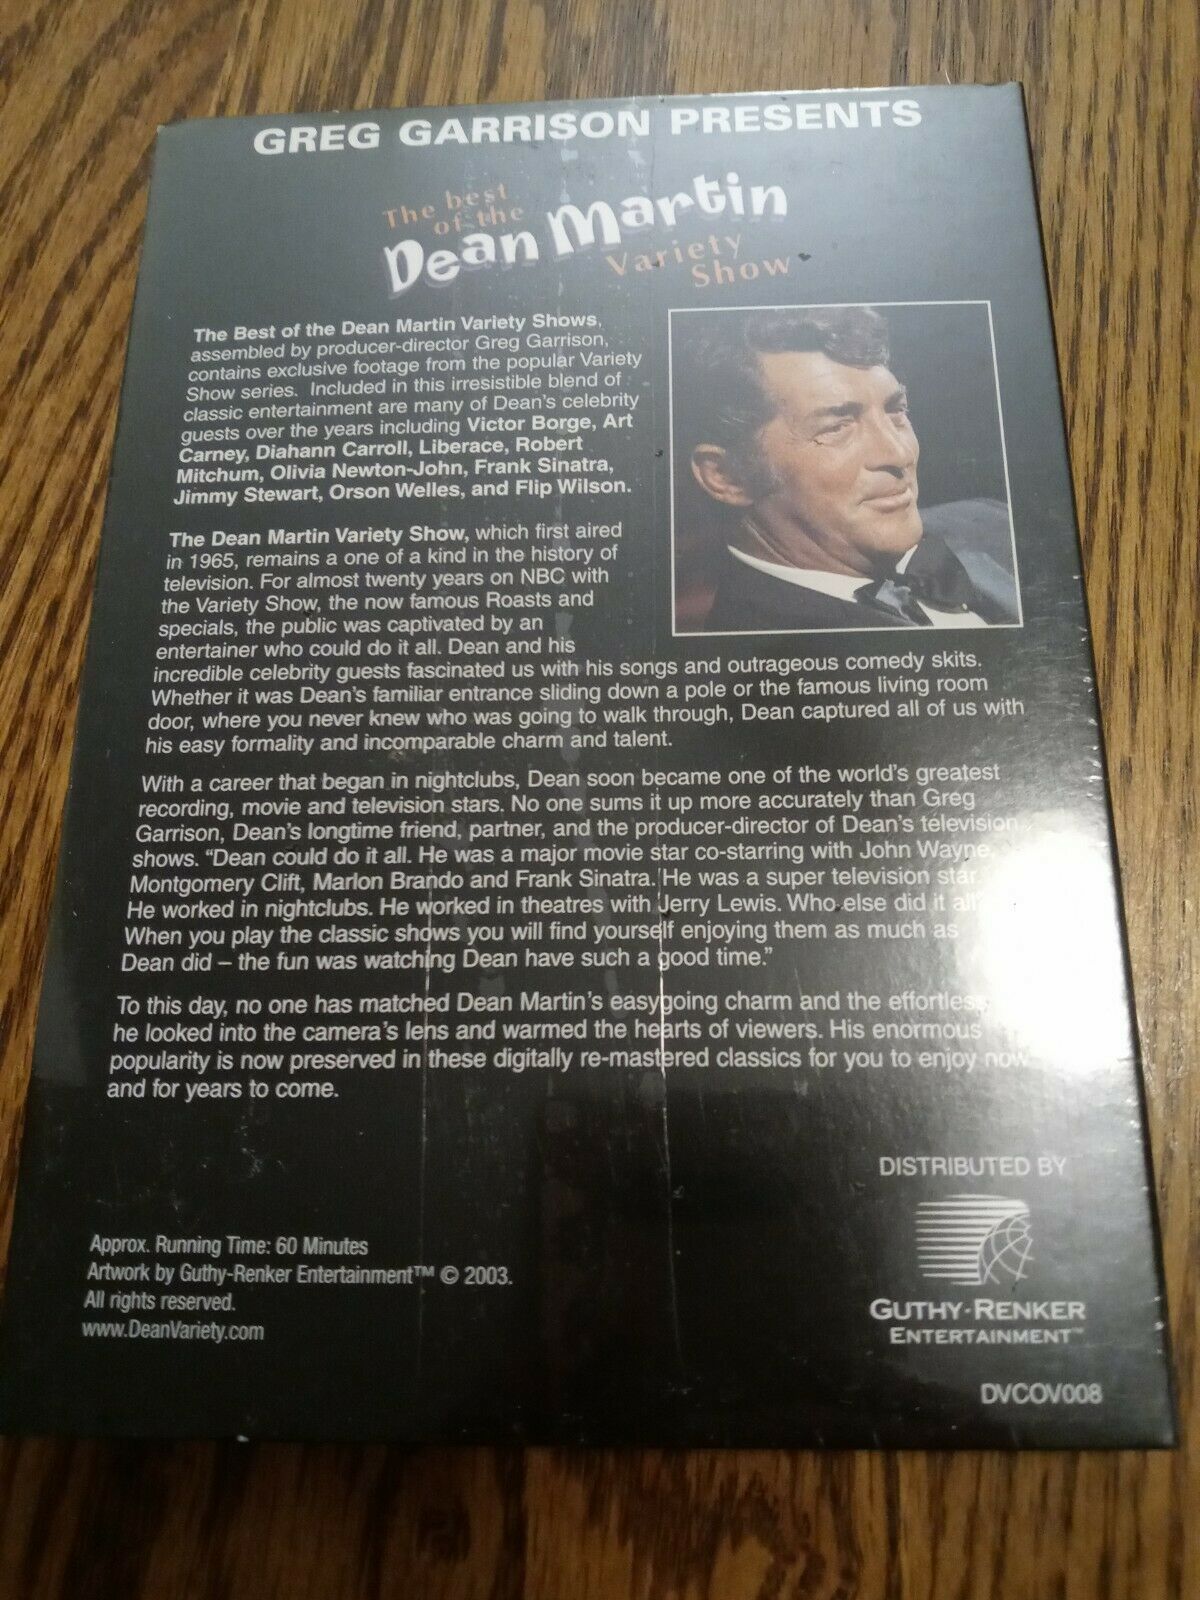 GREG GARRISON PRESENTS
The best
of the
Dean Martin
Variety
Show
The Best of the Dean Martin Variety Shows,
assembled by producer-director Greg Garrison,
contains exclusive footage from the popular Variety
Show series. Included in this irresistible blend of
classic entertainment are many of Dean's celebrity
guests over the years including Victor Borge, Art
Carney, Diahann Carroll, Liberace, Robert
Mitchum, Olivia Newton-John, Frank Sinatra,
Jimmy Stewart, Orson Welles, and Flip Wilson.
The Dean Martin Variety Show, which first aired
in 1965, remains a one of a kind in the history of
television. For almost twenty years on NBC with
the Variety Show, the now famous Roasts and
specials, the public was captivated by an
entertainer who could do it all. Dean and his
incredible celebrity guests fascinated us with his songs and outrageous comedy skits.
Whether it was Dean's familiar entrance sliding down a pole or the famous living room
door, where you never knew who was going to walk through, Dean captured all of us with
his easy formality and incomparable charm and talent.
With a career that began in nightclubs, Dean soon became one of the world's greatest
recording, movie and television stars. No one sums it up more accurately than Greg
Garrison, Dean's longtime friend, partner, and the producer-director of Dean's television
shows. "Dean could do it all. He was a major movie star co-starring with John Wayne,
Montgomery Clift, Marlon Brando and Frank Sinatra. He was a super television star.
He worked in nightclubs. He worked in theatres with Jerry Lewis. Who else did it all
When you play the classic shows you will find yourself enjoying them as much as
Dean did – the fun was watching Dean have such a good time."
To this day, no one has matched Dean Martin's easygoing charm and the effortless
he looked into the camera's lens and warmed the hearts of viewers. His enormous
popularity is now preserved in these digitally re-mastered classics for you to enjoy now
and for years to come.
DISTRIBUTED BY
GUTHY-RENKER
ENTERTAINMENT™
Approx. Running Time: 60 Minutes
Artwork by Guthy-Renker Entertainment™ © 2003.
All rights reserved.
www.DeanVariety.com
DVCOV008